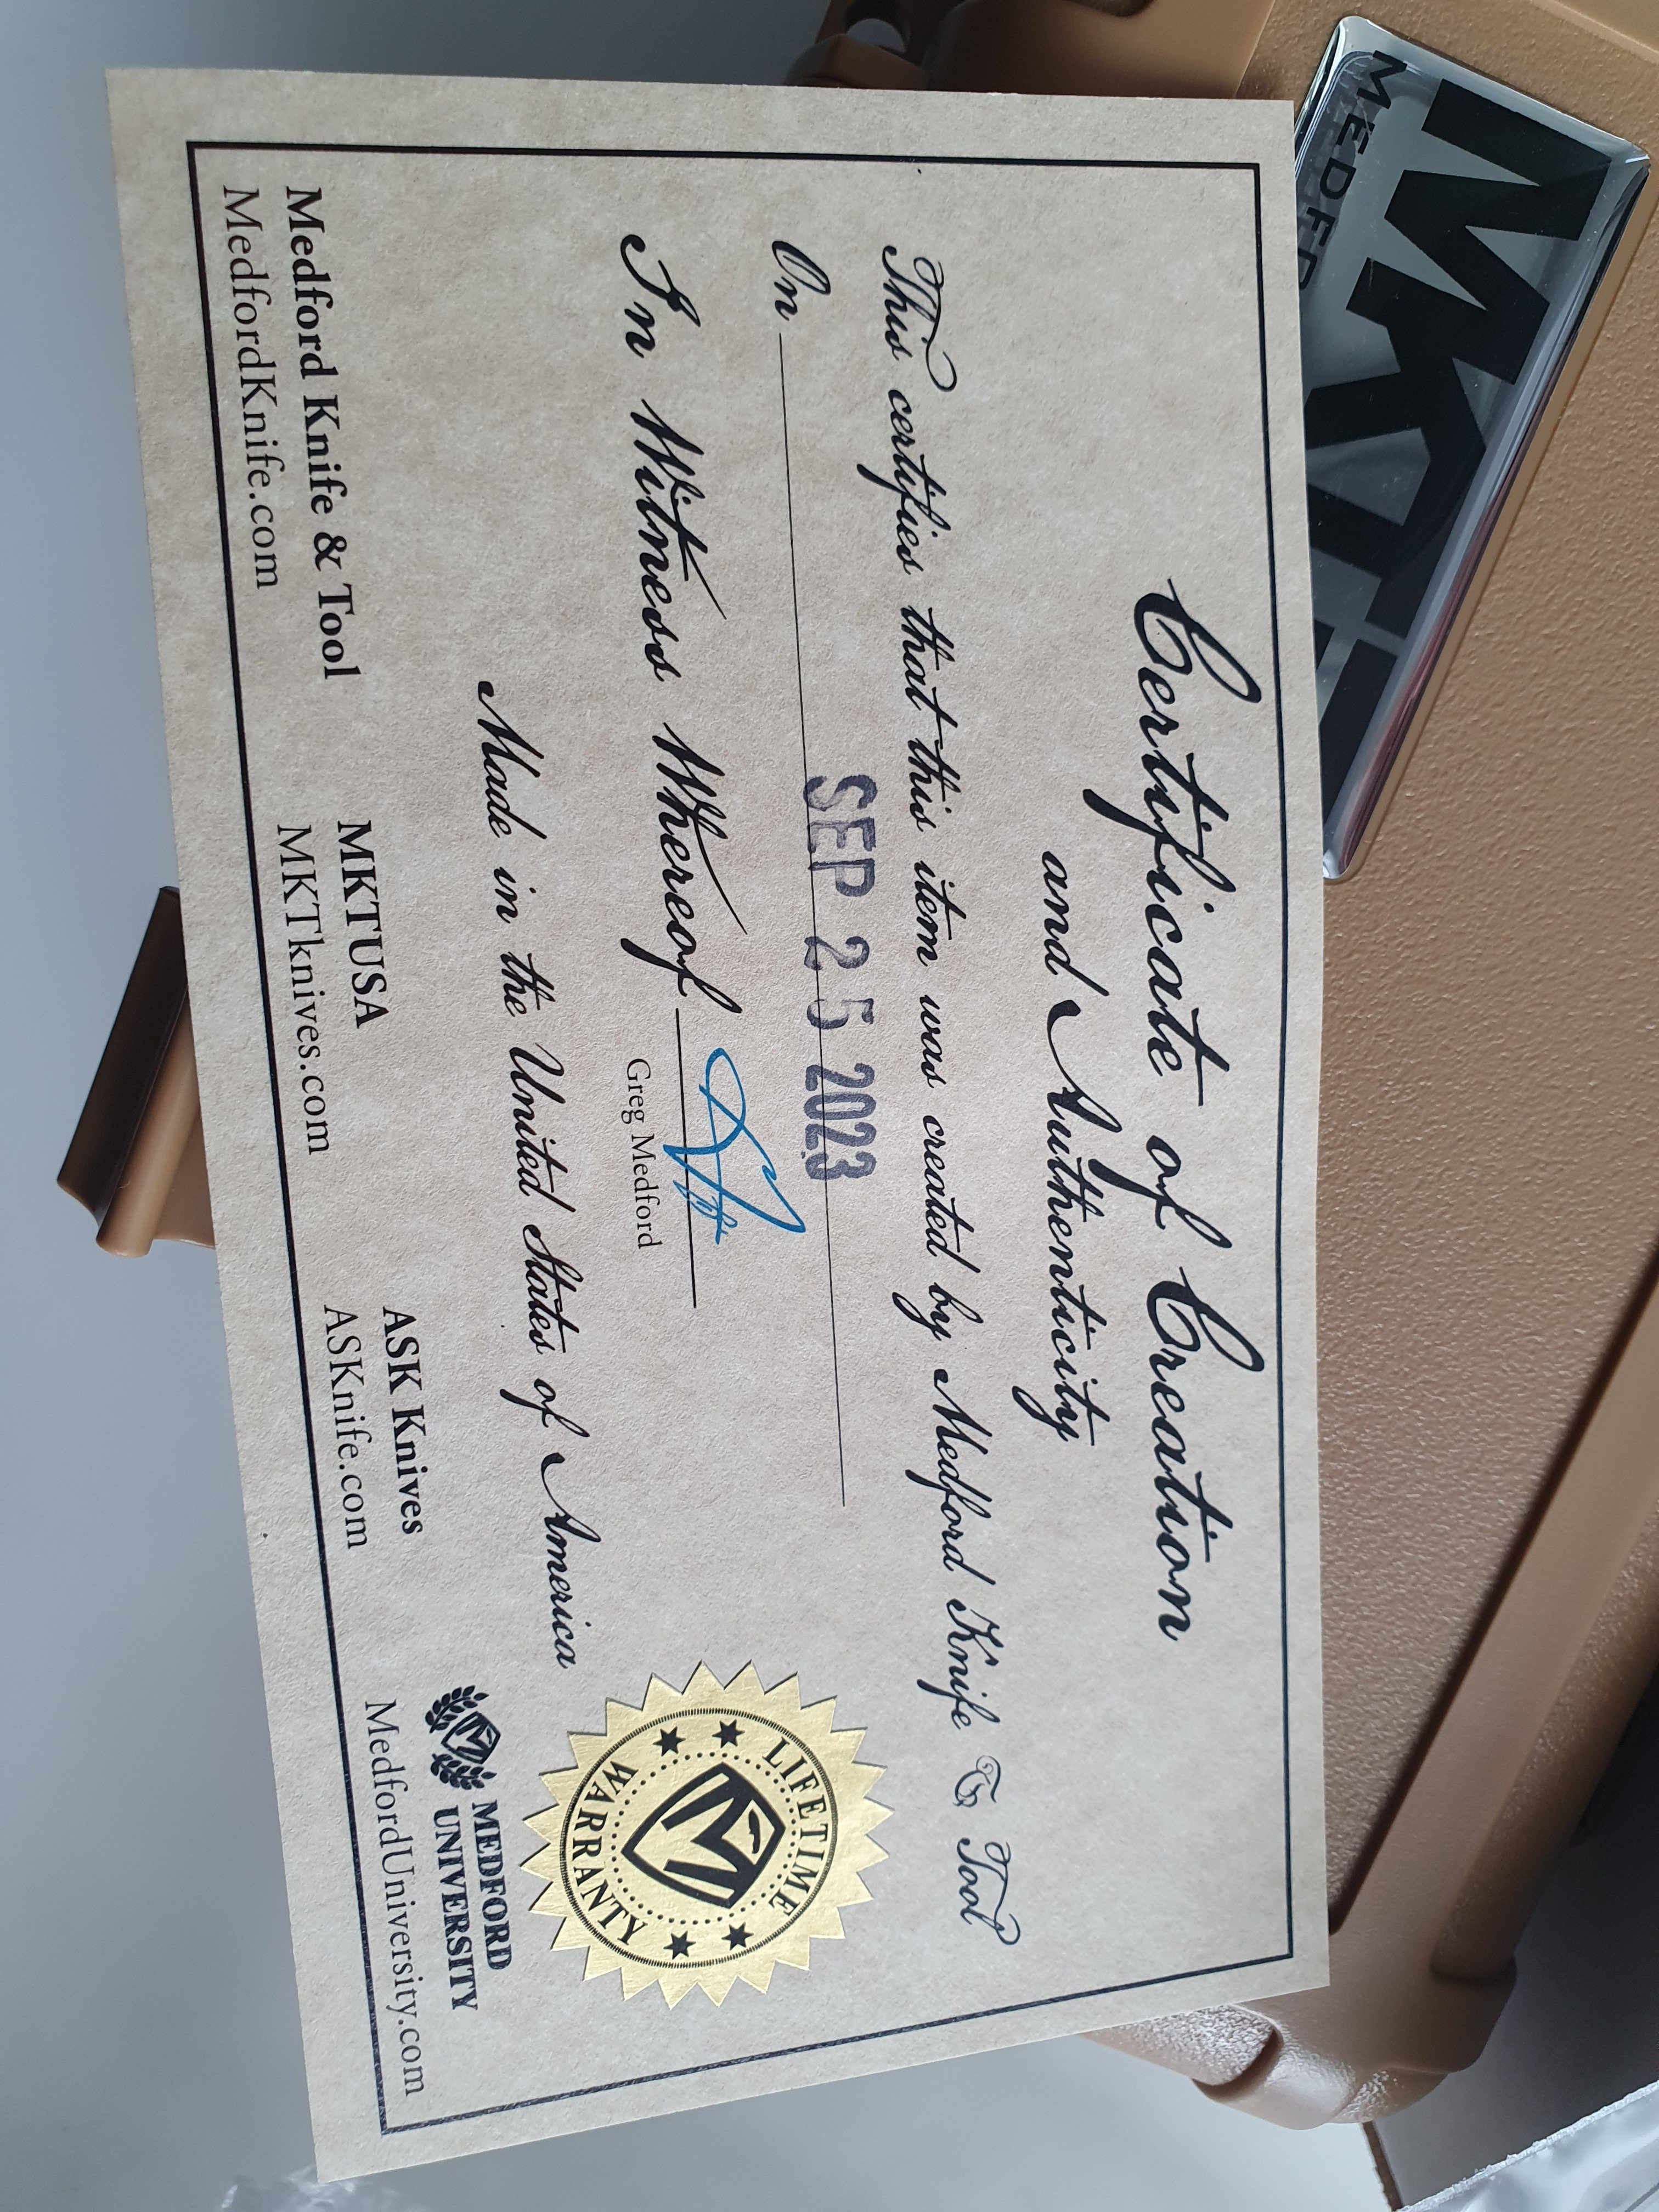 MKT
MEDFO
Certificate of Creation
and Authenticity
This certifies that this item was created by Medford Knife & Tool
On SEP 25 2023
In Witness Whereof
Greg Medford
Made in the United States of America
LIFETIME
M
WARRANTY
Medford Knife & Tool
MedfordKnife.com
MKTUSA
MKTknives.com
ASK Knives
ASKnife.com
MEDFORD
UNIVERSITY
MedfordUniversity.com